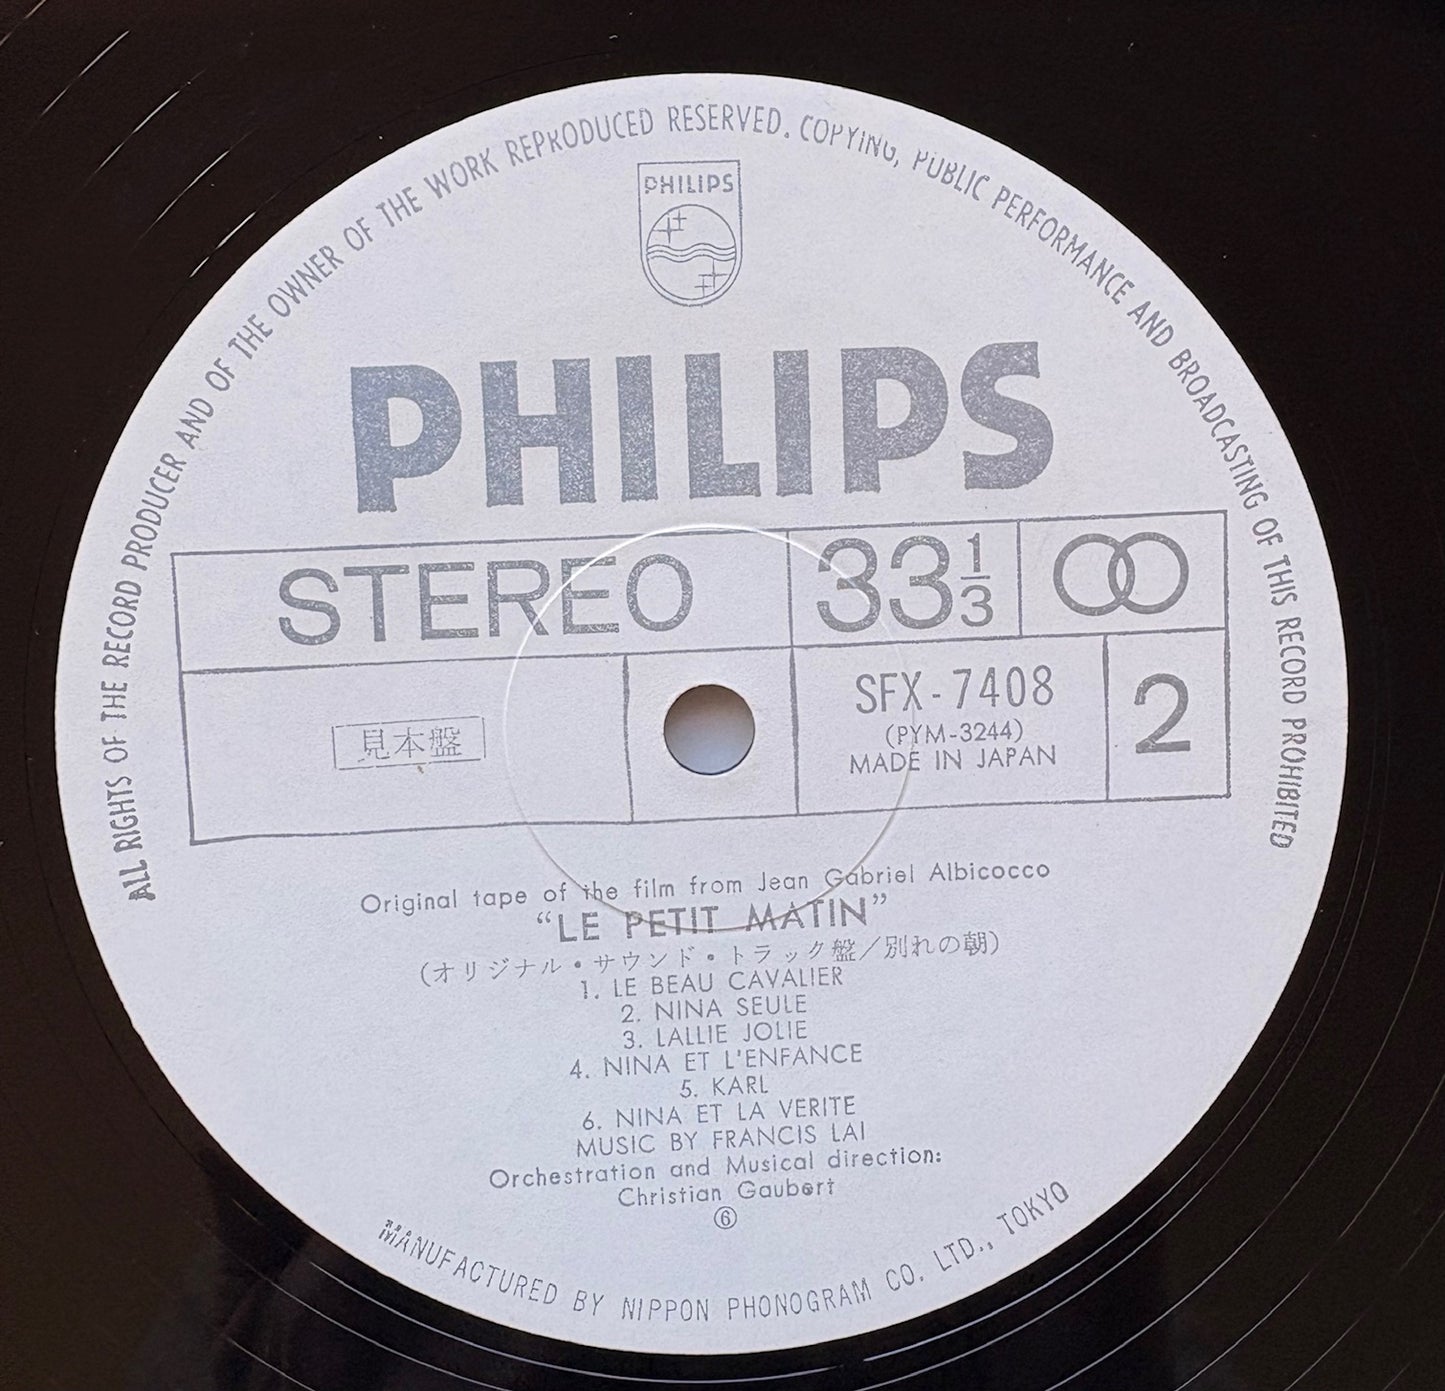 ALL RIGHTS OF THE RECORD PRODUCER AND OF THE OWNER OF THE WORK REPRODUCED RESERVED. COPYING, PUBLIC PERFORMANCE AND BROADCASTING OF THIS RECORD PROHIBITED
PHILIPS
PHILIPS
STEREO 33 1/3
見本盤
SFX-7408
(PYM-3244)
MADE IN JAPAN
2
Original tape of the film from Jean Gabriel Albicocco
“LE PETIT MATIN”
(オリジナル・サウンド・トラック盤/別れの朝)
1. LE BEAU CAVALIER
2. NINA SEULE
3. LALLIE JOLIE
4. NINA ET L'ENFANCE
5. KARL
6. NINA ET LA VERITE
MUSIC BY FRANCIS LAI
Orchestration and Musical direction:
Christian Gaubert
⑥
MANUFACTURED BY NIPPON PHONOGRAM CO. LTD., TOKYO